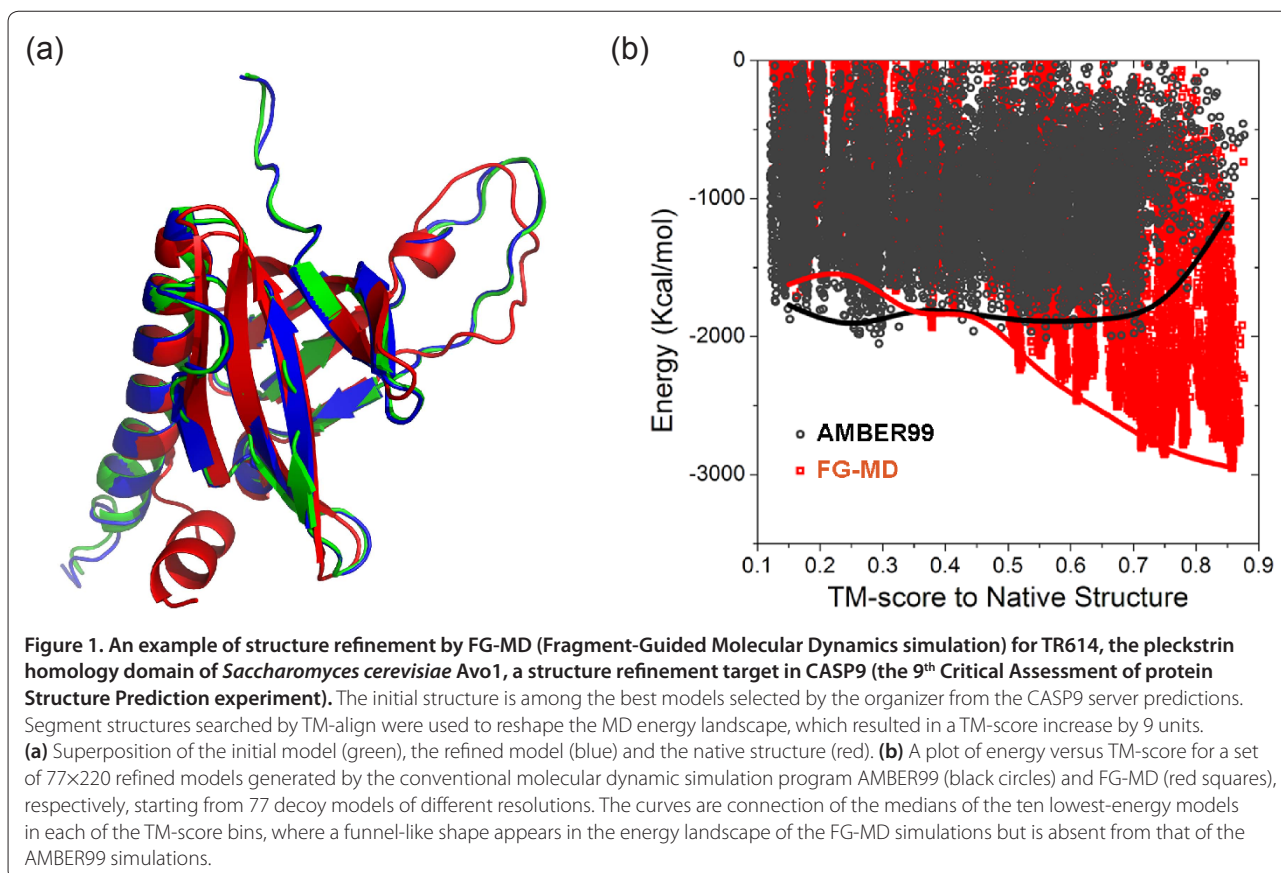 (a)
(b)
0
-1000
-2000
-3000
Energy (Kcal/mol)
AMBER99
FG-MD
0.1 0.2 0.3 0.4 0.5 0.6 0.7 0.8 0.9
TM-score to Native Structure
Figure 1. An example of structure refinement by FG-MD (Fragment-Guided Molecular Dynamics simulation) for TR614, the pleckstrin
homology domain of Saccharomyces cerevisiae Avo1, a structure refinement target in CASP9 (the 9th Critical Assessment of protein
Structure Prediction experiment). The initial structure is among the best models selected by the organizer from the CASP9 server predictions.
Segment structures searched by TM-align were used to reshape the MD energy landscape, which resulted in a TM-score increase by 9 units.
(a) Superposition of the initial model (green), the refined model (blue) and the native structure (red). (b) A plot of energy versus TM-score for a set
of 77×220 refined models generated by the conventional molecular dynamic simulation program AMBER99 (black circles) and FG-MD (red squares),
respectively, starting from 77 decoy models of different resolutions. The curves are connection of the medians of the ten lowest-energy models
in each of the TM-score bins, where a funnel-like shape appears in the energy landscape of the FG-MD simulations but is absent from that of the
AMBER99 simulations.